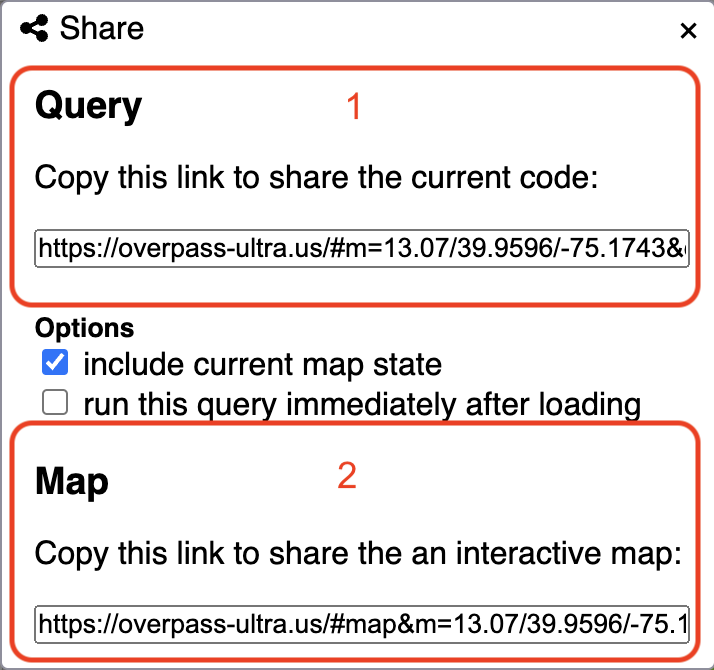 Share
×
Query
1
Copy this link to share the current code:
https://overpass-ultra.us/#m=13.07/39.9596/-75.1743&
Options
include current map state
run this query immediately after loading
Map
2
Copy this link to share the an interactive map:
https://overpass-ultra.us/#map&m=13.07/39.9596/-75.1